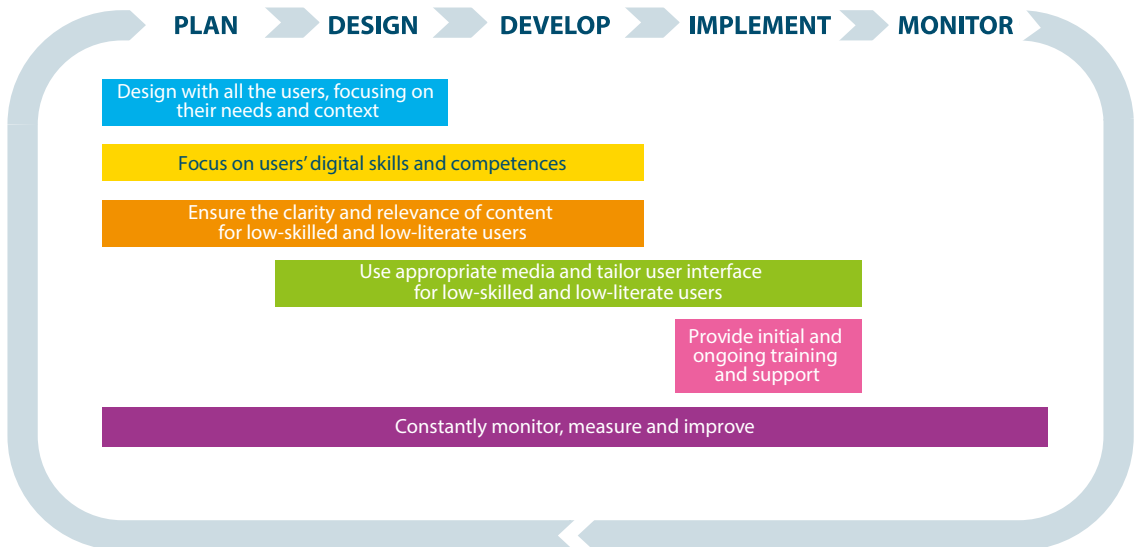 PLAN DESIGN DEVELOP IMPLEMENT MONITOR
Design with all the users, focusing on
their needs and context
Focus on users' digital skills and competences
Ensure the clarity and relevance of content
for low-skilled and low-literate users
Use appropriate media and tailor user interface
for low-skilled and low-literate users
Provide initial and
ongoing training
and support
Constantly monitor, measure and improve